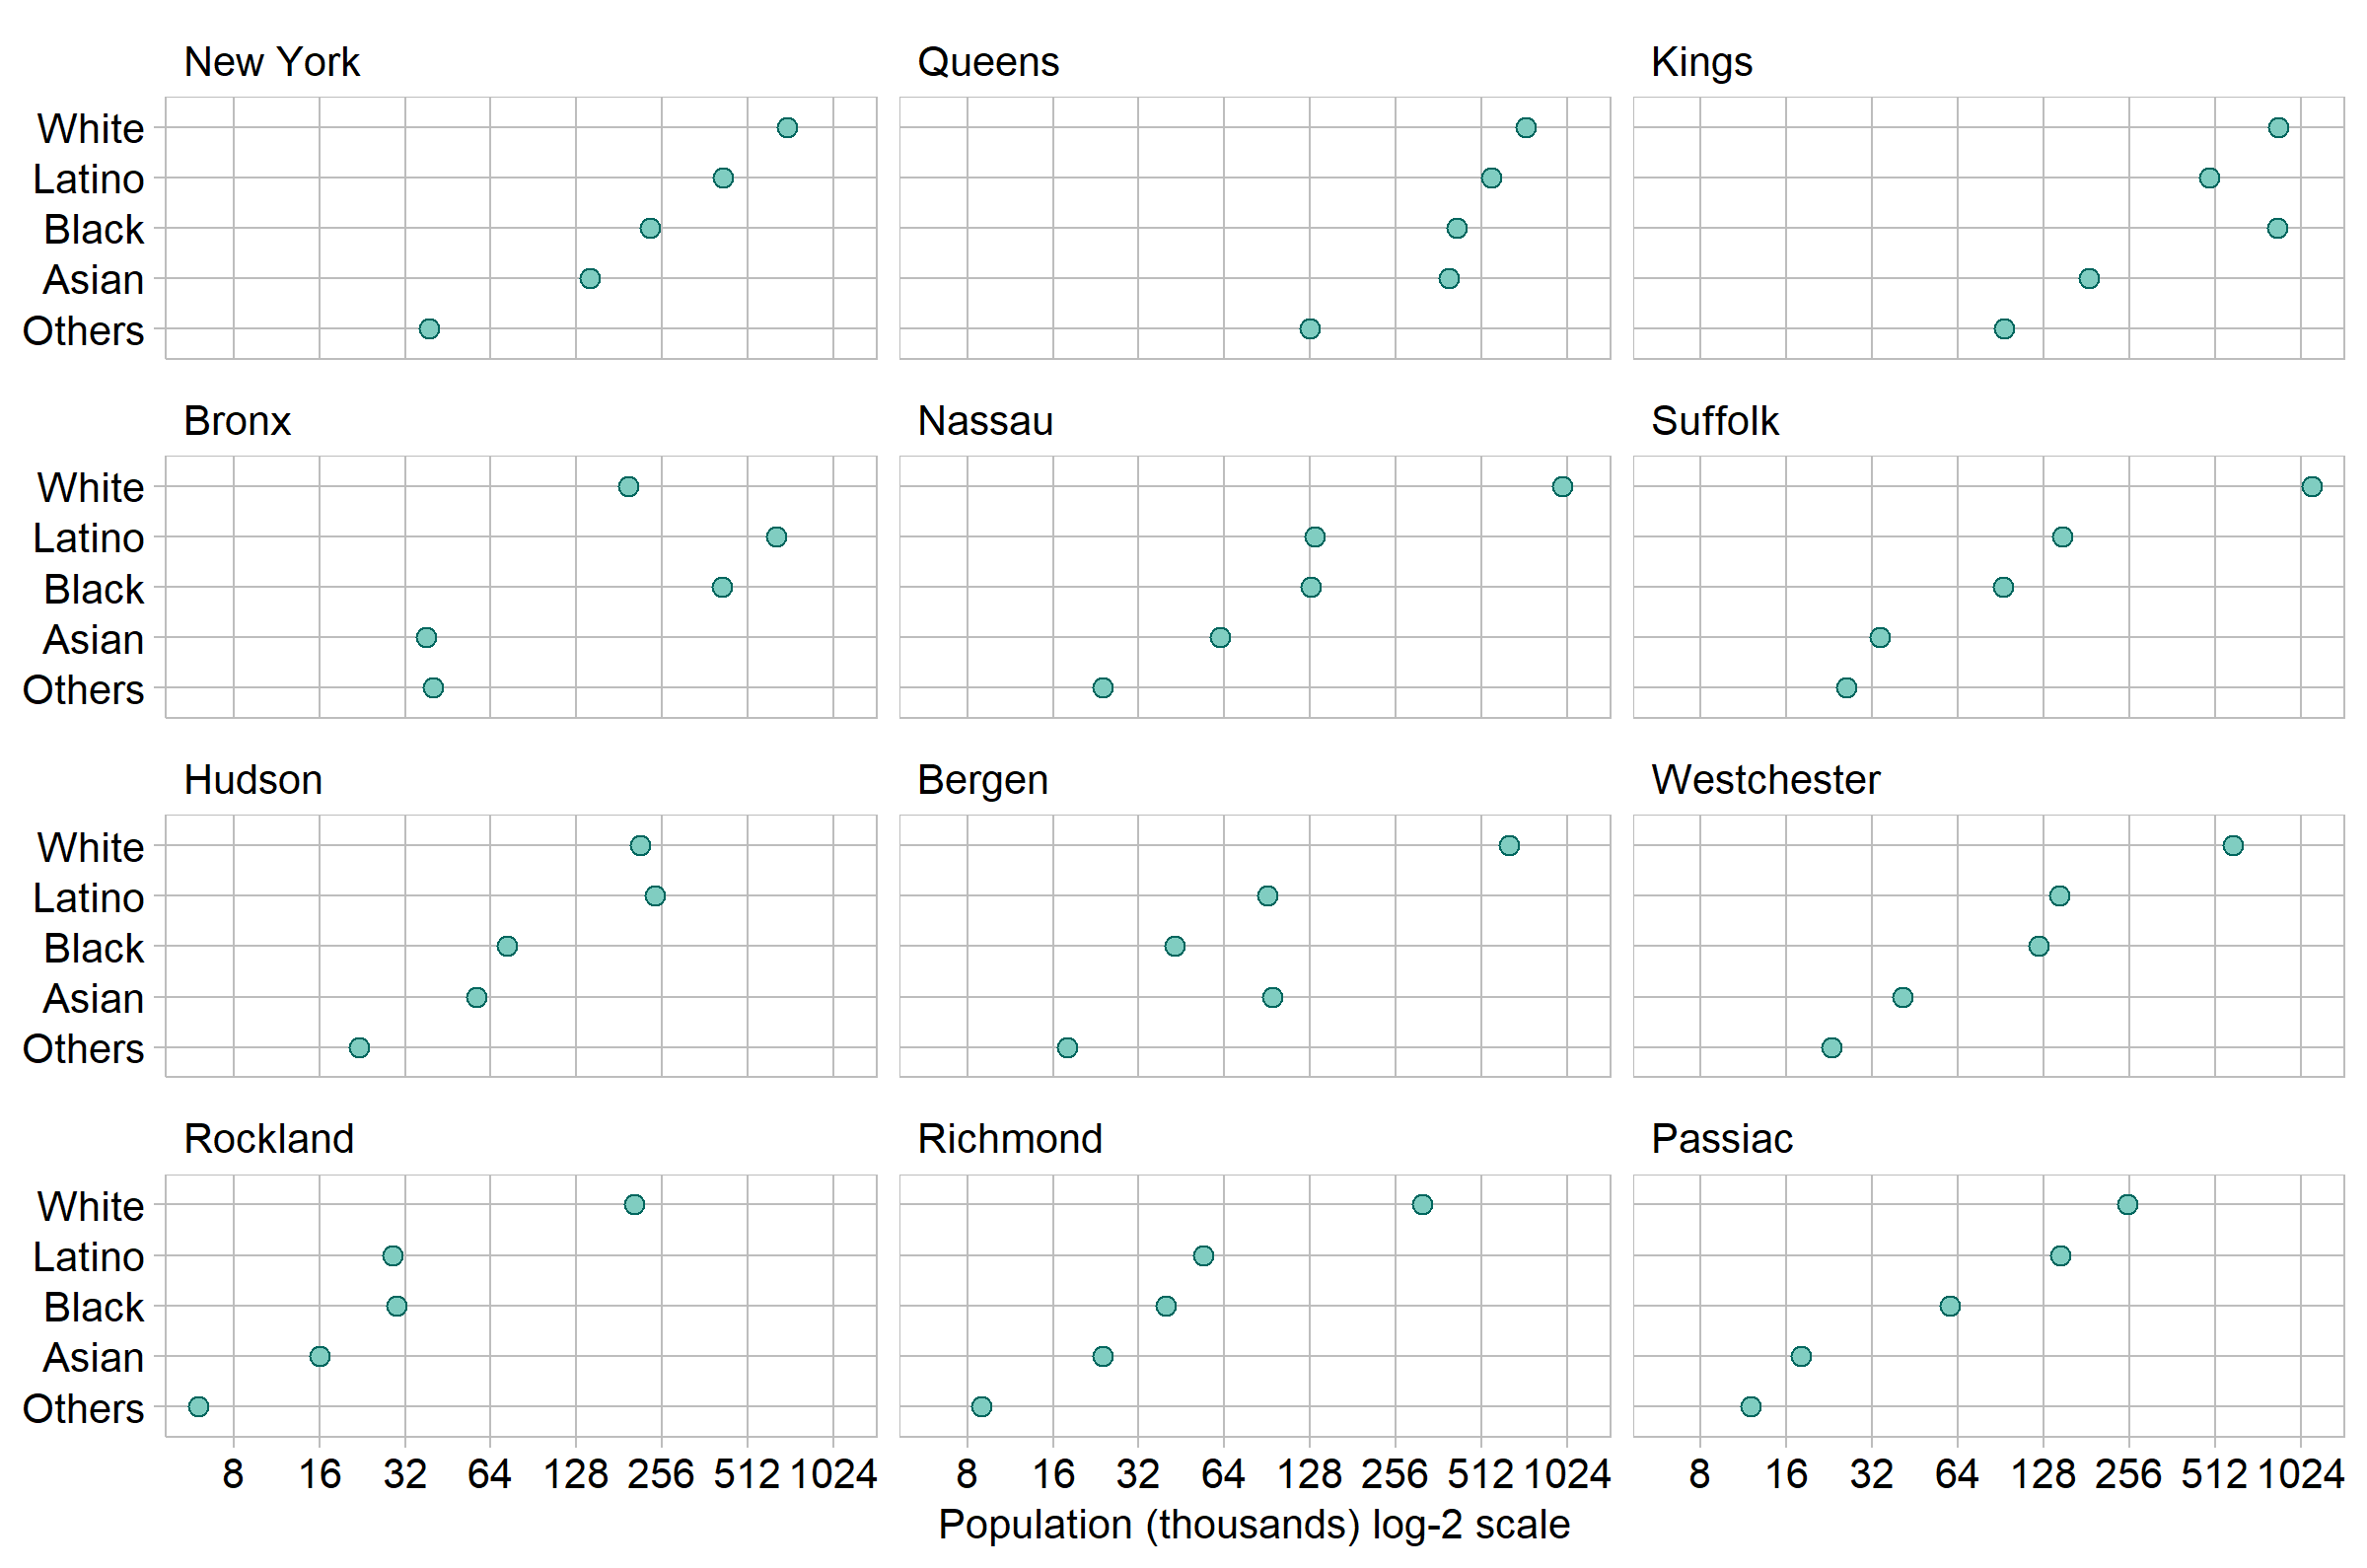 New York Queens Kings
White
Latino
Black
Asian
Others
Bronx Nassau Suffolk
White
Latino
Black
Asian
Others
Hudson Bergen Westchester
White
Latino
Black
Asian
Others
Rockland Richmond Passiac
White
Latino
Black
Asian
Others
8 16 32 64 128 256 512 1024 8 16 32 64 128 256 512 1024 8 16 32 64 128 256 512 1024
Population (thousands) log-2 scale